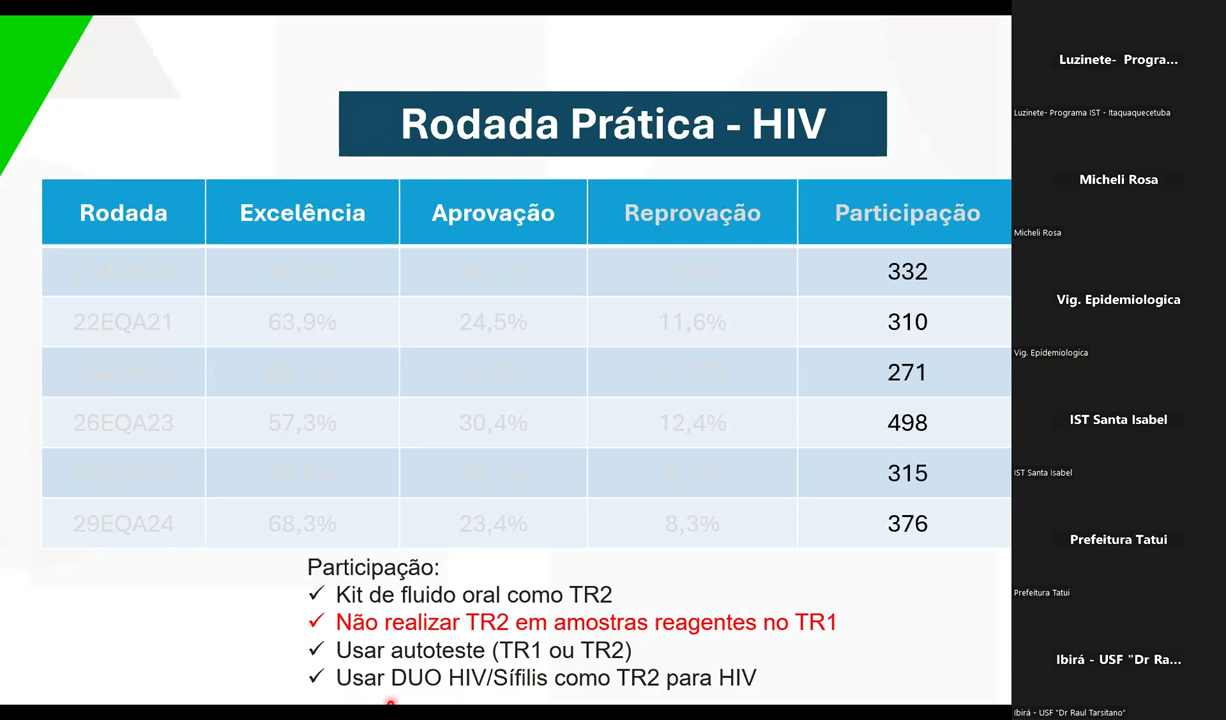 Rodada Prática - HIV
Rodada Excelência Aprovação Reprovação Participação
332
22EQA21 63,9% 24,5% 11,6% 310
271
26EQA23 57,3% 30,4% 12,4% 498
315
29EQA24 68,3% 23,4% 8,3% 376
Participação:
✓ Kit de fluido oral como TR2
✓ Não realizar TR2 em amostras reagentes no TR1
✓ Usar autoteste (TR1 ou TR2)
✓ Usar DUO HIV/Sífilis como TR2 para HIV
Luzinete- Progra...
Luzinete- Programa IST - Itaquaquecetuba
Micheli Rosa
Micheli Rosa
Vig. Epidemiologica
Vig. Epidemiologica
IST Santa Isabel
IST Santa Isabel
Prefeitura Tatui
Prefeitura Tatui
Ibirá - USF "Dr Ra...
Ibirá - USF "Dr Raul Tarsitano"